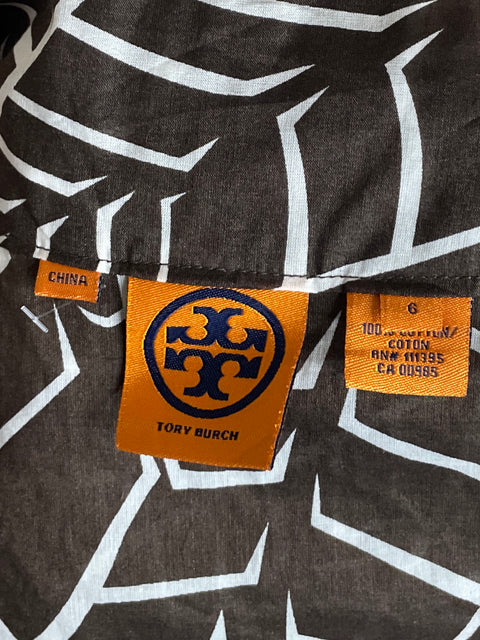 CHINA
TORY BURCH
6
100% COTTON/
COTON
RN# 111395
CA 00985